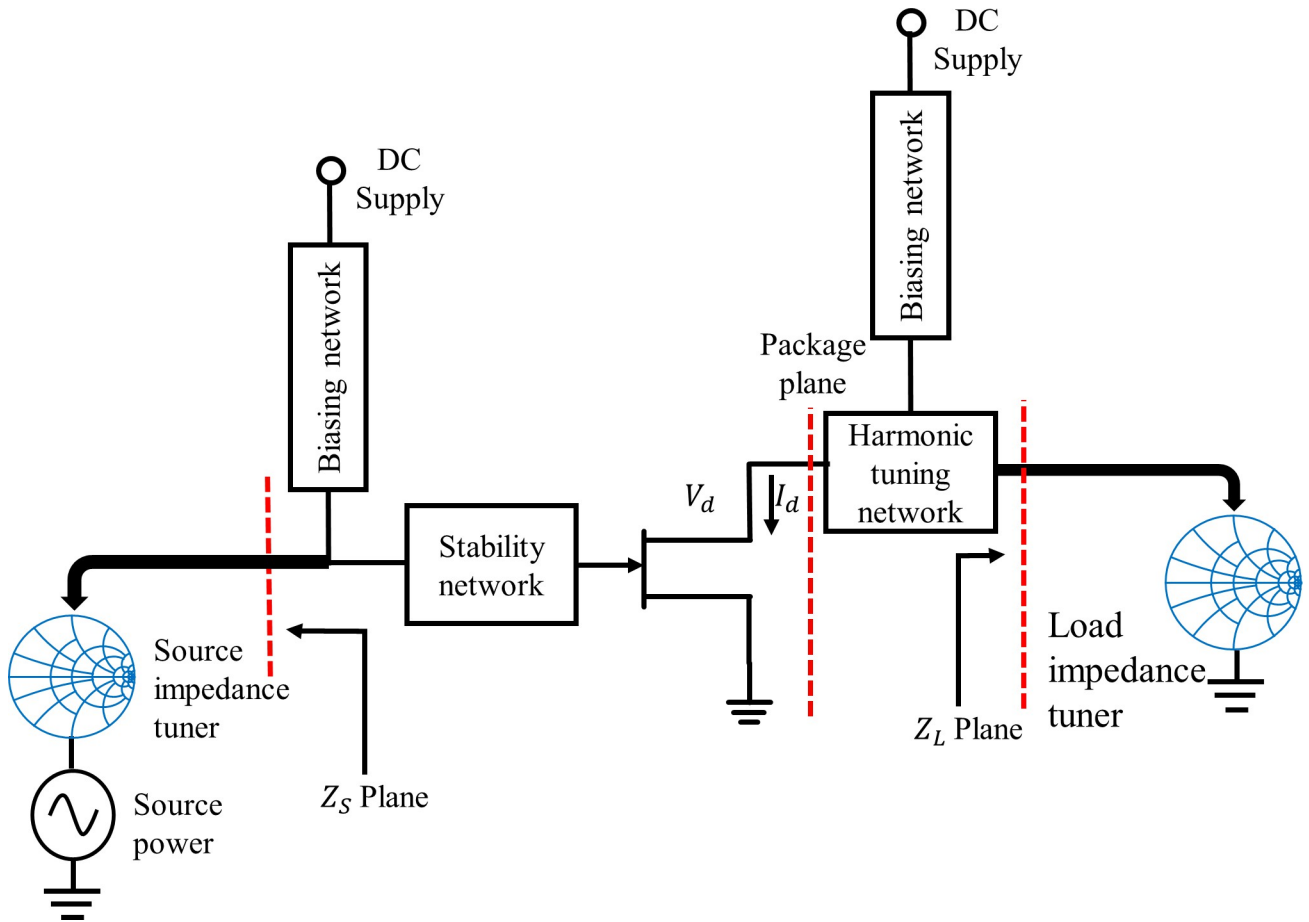 DC
Supply
Biasing network
DC
Supply
Biasing network
Package
plane
Harmonic
tuning
network
V_d
I_d
Stability
network
Source
impedance
tuner
Z_S Plane
Source
power
Load
impedance
tuner
Z_L Plane